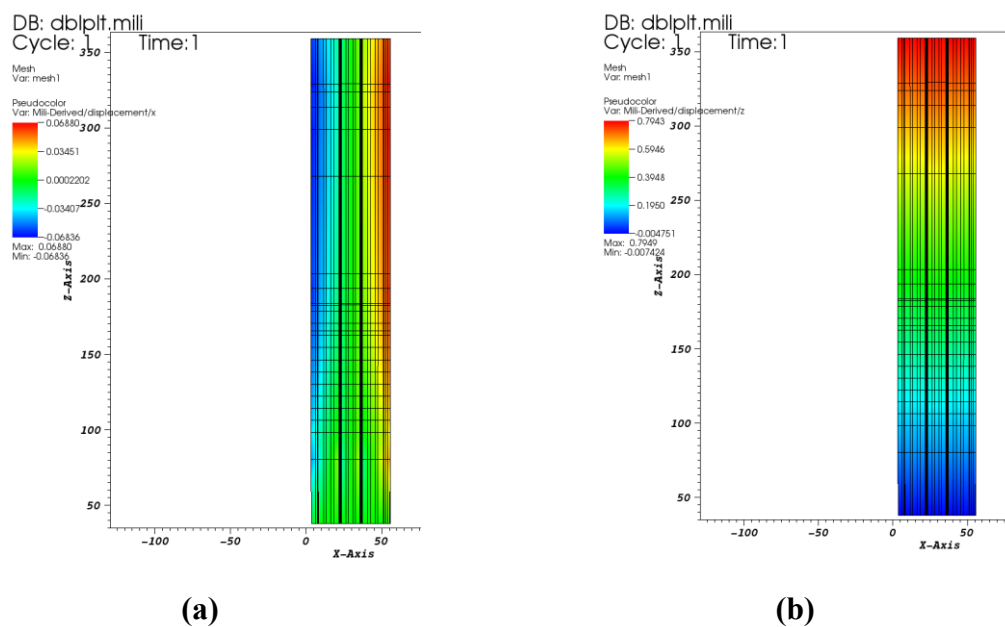 DB: dblplt.mili
Cycle: 1 Time:1
Mesh
Var: mesh1
Pseudocolor
Var: Mili-Derived/displacement/x
0.06880
0.03451
0.0002202
-0.03407
-0.06836
Max: 0.06880
Min: -0.06836
350
300
250
200
150
100
50
Z-Axis
-100 -50 0 50
X-Axis
(a)
DB: dblplt.mili
Cycle: 1 Time:1
Mesh
Var: mesh1
Pseudocolor
Var: Mili-Derived/displacement/z
0.7943
0.5946
0.3948
0.1950
-0.004751
Max: 0.7949
Min: -0.007424
350
300
250
200
150
100
50
Z-Axis
-100 -50 0 50
X-Axis
(b)